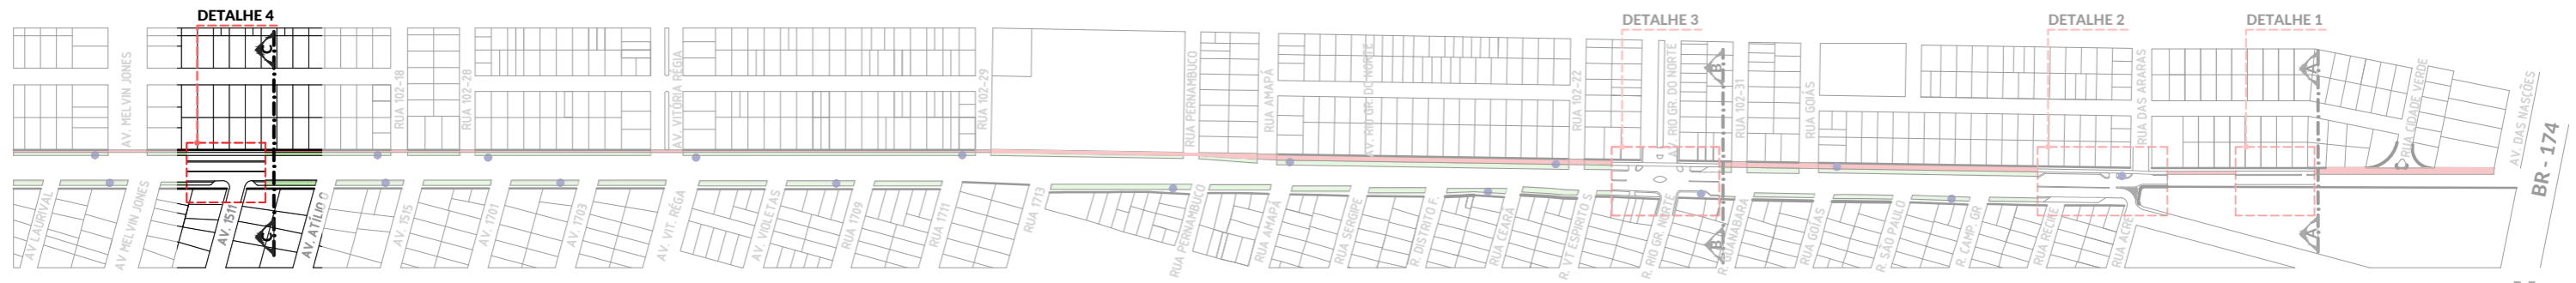 DETALHE 4
DETALHE 3
DETALHE 2
DETALHE 1
C
B
A
AV. MELVIN JONES
RUA 102-18
RUA 102-28
AV. VITÓRIA RÉGIA
RUA 102-29
RUA PERNAMBUCO
RUA AMAPÁ
AV. RIO GR. DO NORTE
RUA 102-22
AV RIO GR. DO NORTE
RUA 102-31
RUA GOIÁS
RUA DAS ARARAS
RUA CIDADE VERDE
AV. DAS NASÇÕES
BR - 174
AV LAURIVAL
AV MELVIN JONES
AV. 1511
C
AV. ATÍLIO O
AV. 1515
AV. 1701
AV. 1703
AV. VIT. RÉGA
AV. VIOLETAS
RUA 1709
RUA 1711
RUA 1713
RUA PERNAMBUCO
RUA AMAPÁ
RUA SERGIPE
R. DISTRITO F.
RUA CEARÁ
R. VT ESPIRITO S
R. RIO GR. NORTE
B
R. GUANABARA
RUA GOIAS
R. SAO PAULO
R. CAMP. GR
RUA RECIFE
RUA ACRE
A